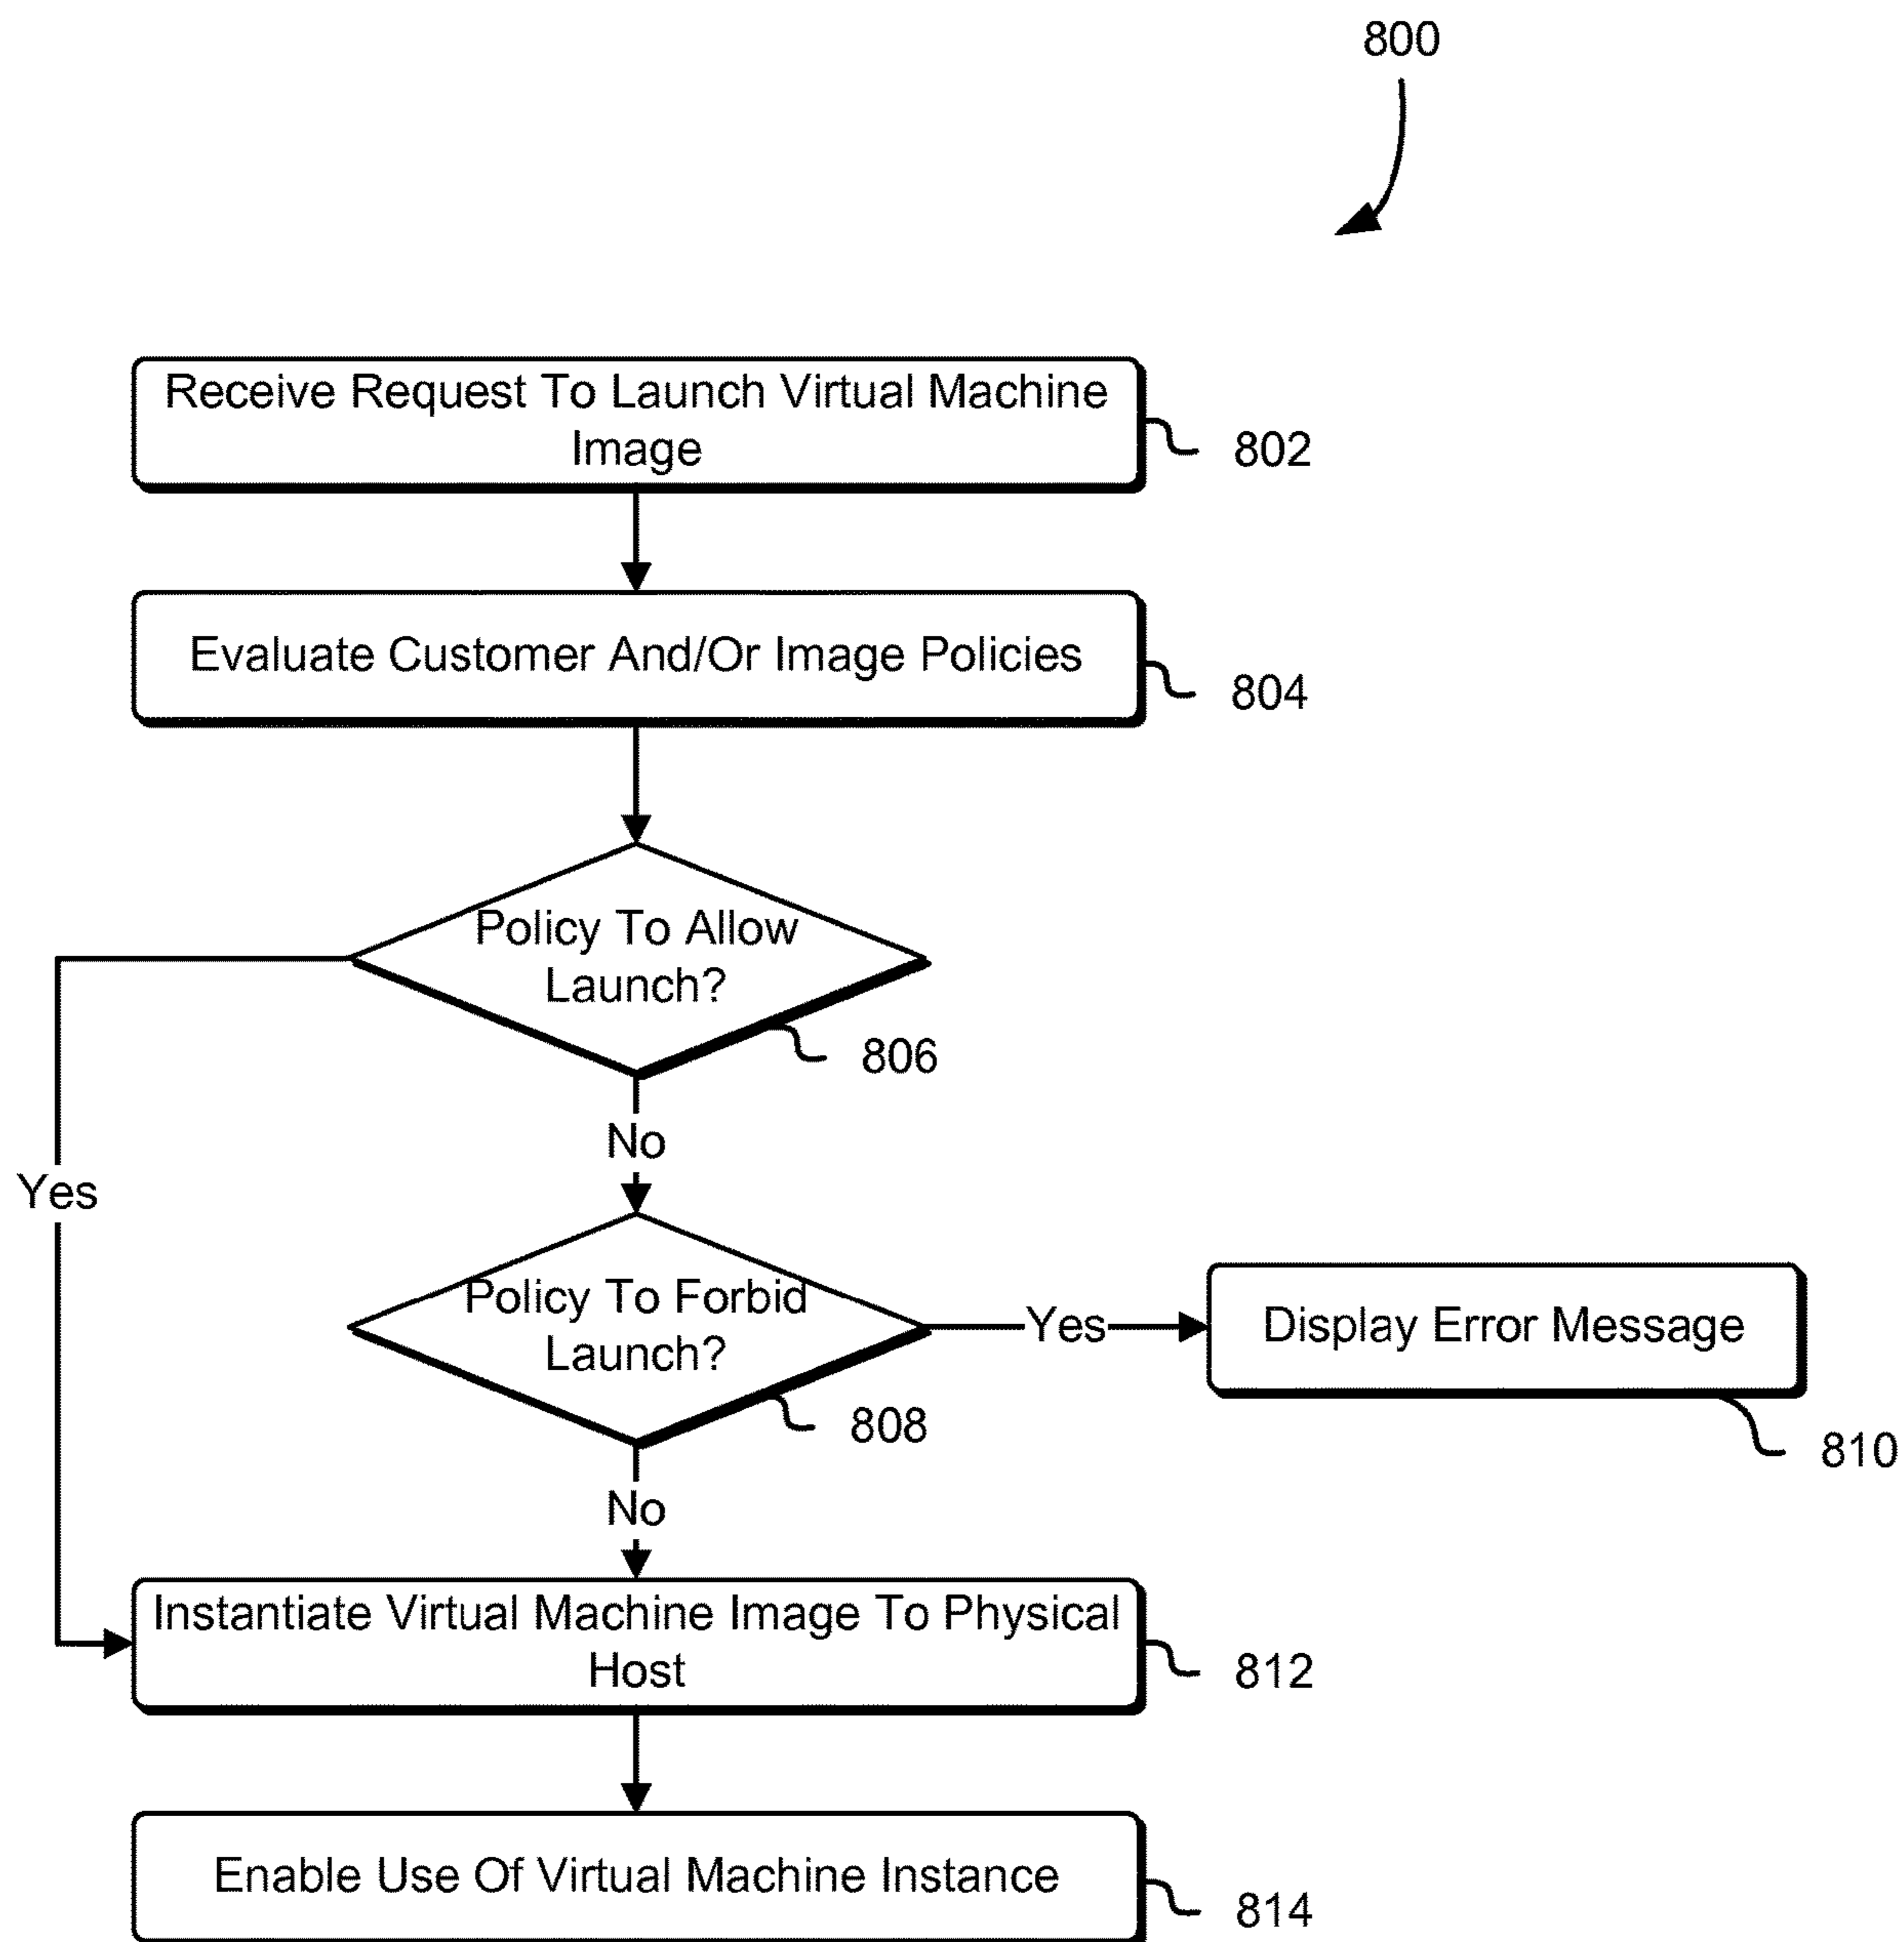 800
Receive Request To Launch Virtual Machine
Image
802
Evaluate Customer And/Or Image Policies
804
Policy To Allow
Launch?
806
No
Yes
Policy To Forbid
Launch?
808
Yes
Display Error Message
810
No
Instantiate Virtual Machine Image To Physical
Host
812
Enable Use Of Virtual Machine Instance
814